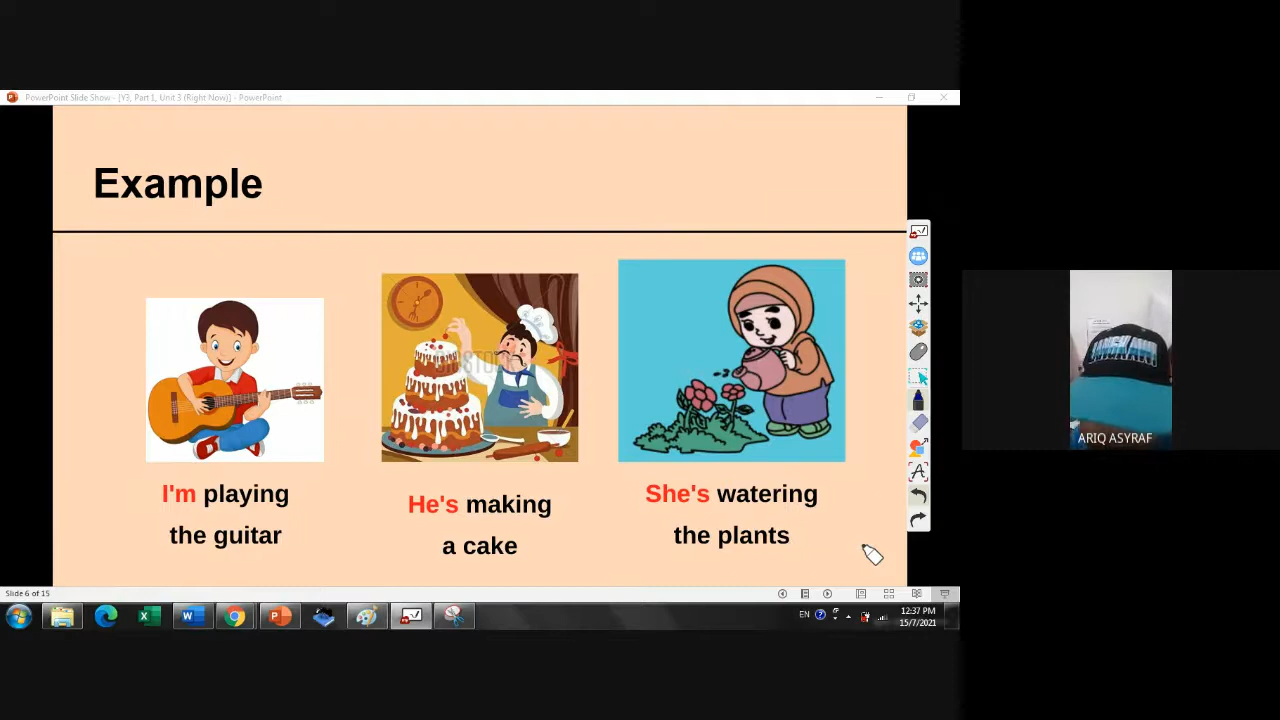 PowerPoint Slide Show - [Y3, Part 1, Unit 3 (Right Now)] - PowerPoint
Example
I'm playing
the guitar
He's making
a cake
She's watering
the plants
ARIQ ASYRAF
Slide 6 of 15
EN
12:37 PM
15/7/2021